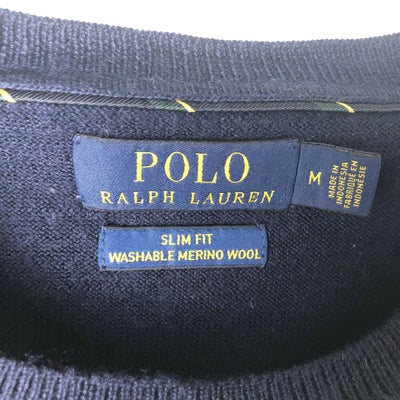 POLO
RALPH LAUREN
M
MADE IN
INDONESIA
FABRIQUÉ EN
INDONÉSIE
SLIM FIT
WASHABLE MERINO WOOL